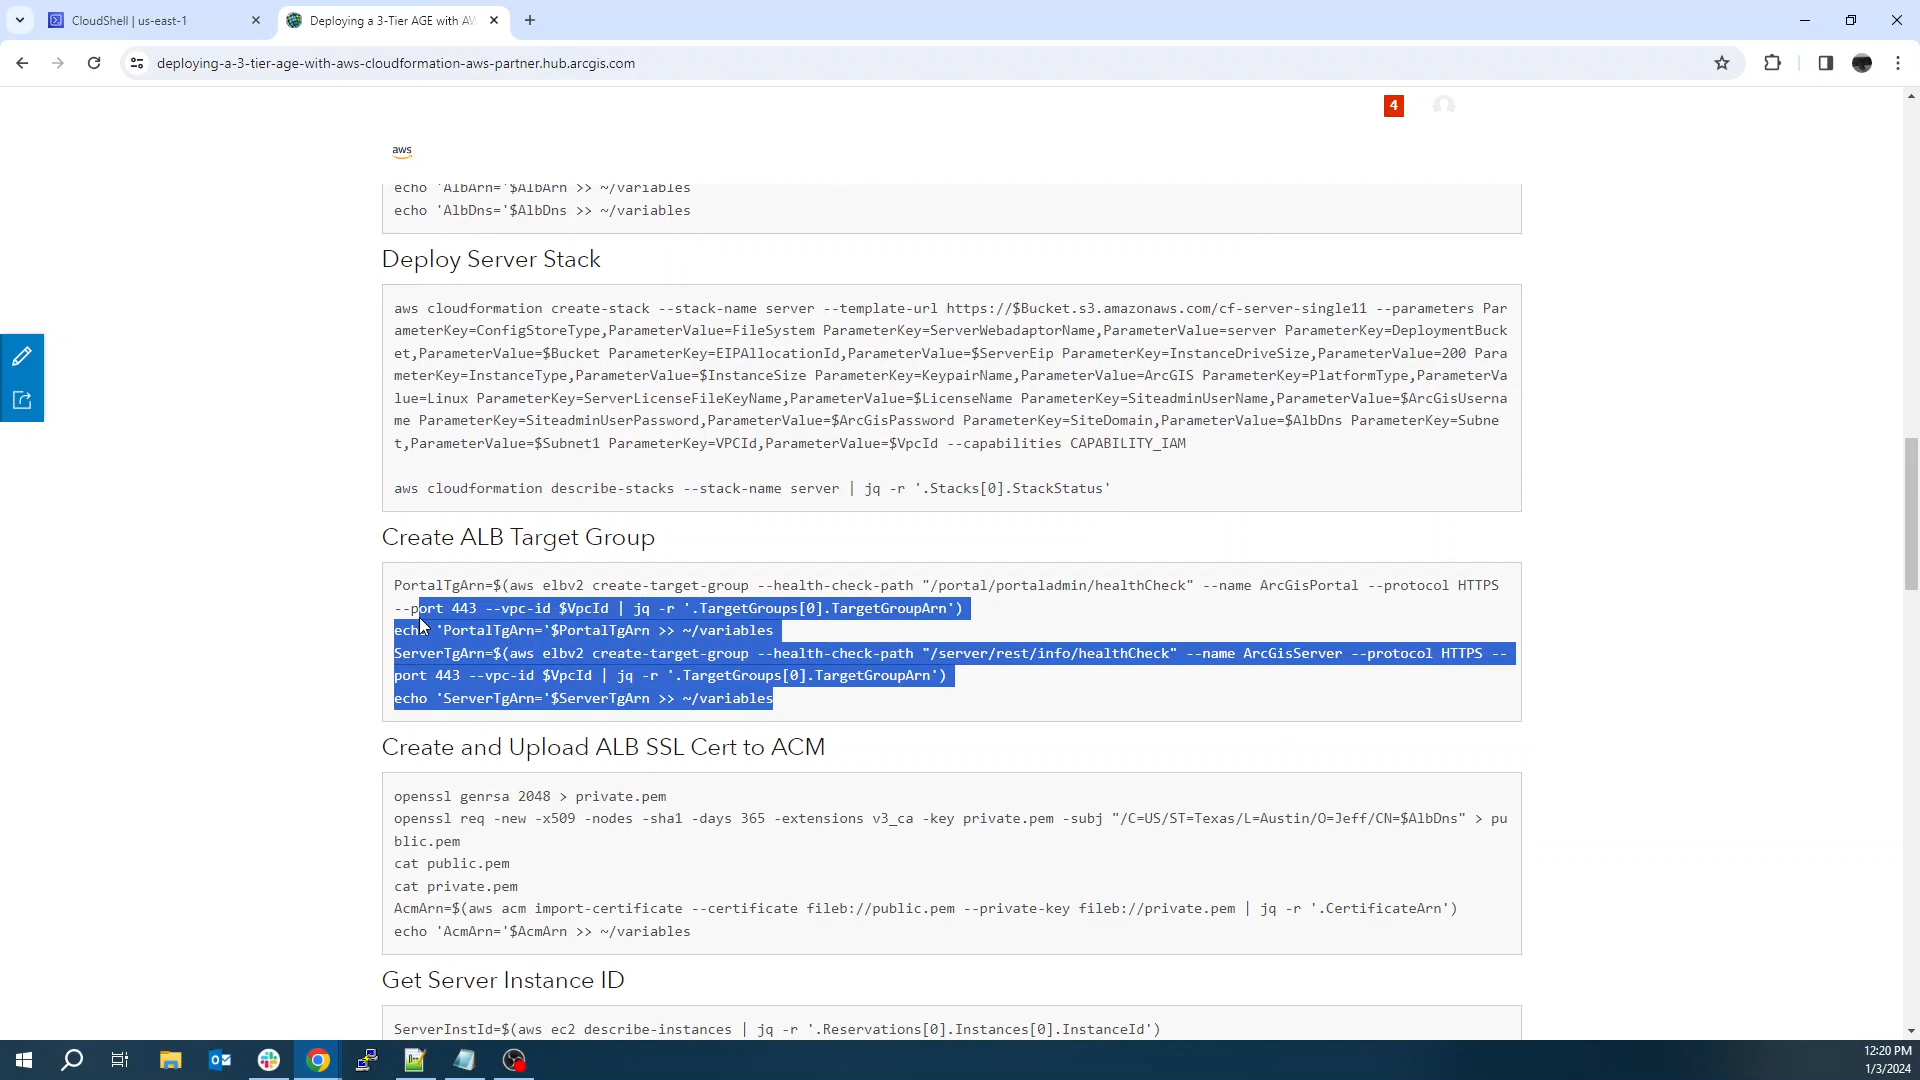 CloudShell | us-east-1
Deploying a 3-Tier AGE with AW
deploying-a-3-tier-age-with-aws-cloudformation-aws-partner.hub.arcgis.com
4
aws
echo 'AlbArn='$AlbArn >> ~/variables
echo 'AlbDns='$AlbDns >> ~/variables
Deploy Server Stack
aws cloudformation create-stack --stack-name server --template-url https://$Bucket.s3.amazonaws.com/cf-server-single11 --parameters Par
ameterKey=ConfigStoreType,ParameterValue=FileSystem ParameterKey=ServerWebadaptorName,ParameterValue=server ParameterKey=DeploymentBuck
et,ParameterValue=$Bucket ParameterKey=EIPAllocationId,ParameterValue=$ServerEip ParameterKey=InstanceDriveSize,ParameterValue=200 Para
meterKey=InstanceType,ParameterValue=$InstanceSize ParameterKey=KeypairName,ParameterValue=ArcGIS ParameterKey=PlatformType,ParameterVa
lue=Linux ParameterKey=ServerLicenseFileKeyName,ParameterValue=$LicenseName ParameterKey=SiteadminUserName,ParameterValue=$ArcGisUserna
me ParameterKey=SiteadminUserPassword,ParameterValue=$ArcGisPassword ParameterKey=SiteDomain,ParameterValue=$AlbDns ParameterKey=Subne
t,ParameterValue=$Subnet1 ParameterKey=VPCId,ParameterValue=$VpcId --capabilities CAPABILITY_IAM
aws cloudformation describe-stacks --stack-name server | jq -r '.Stacks[0].StackStatus'
Create ALB Target Group
PortalTgArn=$(aws elbv2 create-target-group --health-check-path "/portal/portaladmin/healthCheck" --name ArcGisPortal --protocol HTTPS
--port 443 --vpc-id $VpcId | jq -r '.TargetGroups[0].TargetGroupArn')
echo 'PortalTgArn='$PortalTgArn >> ~/variables
ServerTgArn=$(aws elbv2 create-target-group --health-check-path "/server/rest/info/healthCheck" --name ArcGisServer --protocol HTTPS --
port 443 --vpc-id $VpcId | jq -r '.TargetGroups[0].TargetGroupArn')
echo 'ServerTgArn='$ServerTgArn >> ~/variables
Create and Upload ALB SSL Cert to ACM
openssl genrsa 2048 > private.pem
openssl req -new -x509 -nodes -sha1 -days 365 -extensions v3_ca -key private.pem -subj "/C=US/ST=Texas/L=Austin/O=Jeff/CN=$AlbDns" > pu
blic.pem
cat public.pem
cat private.pem
AcmArn=$(aws acm import-certificate --certificate fileb://public.pem --private-key fileb://private.pem | jq -r '.CertificateArn')
echo 'AcmArn='$AcmArn >> ~/variables
Get Server Instance ID
ServerInstId=$(aws ec2 describe-instances | jq -r '.Reservations[0].Instances[0].InstanceId')
12:20 PM
1/3/2024